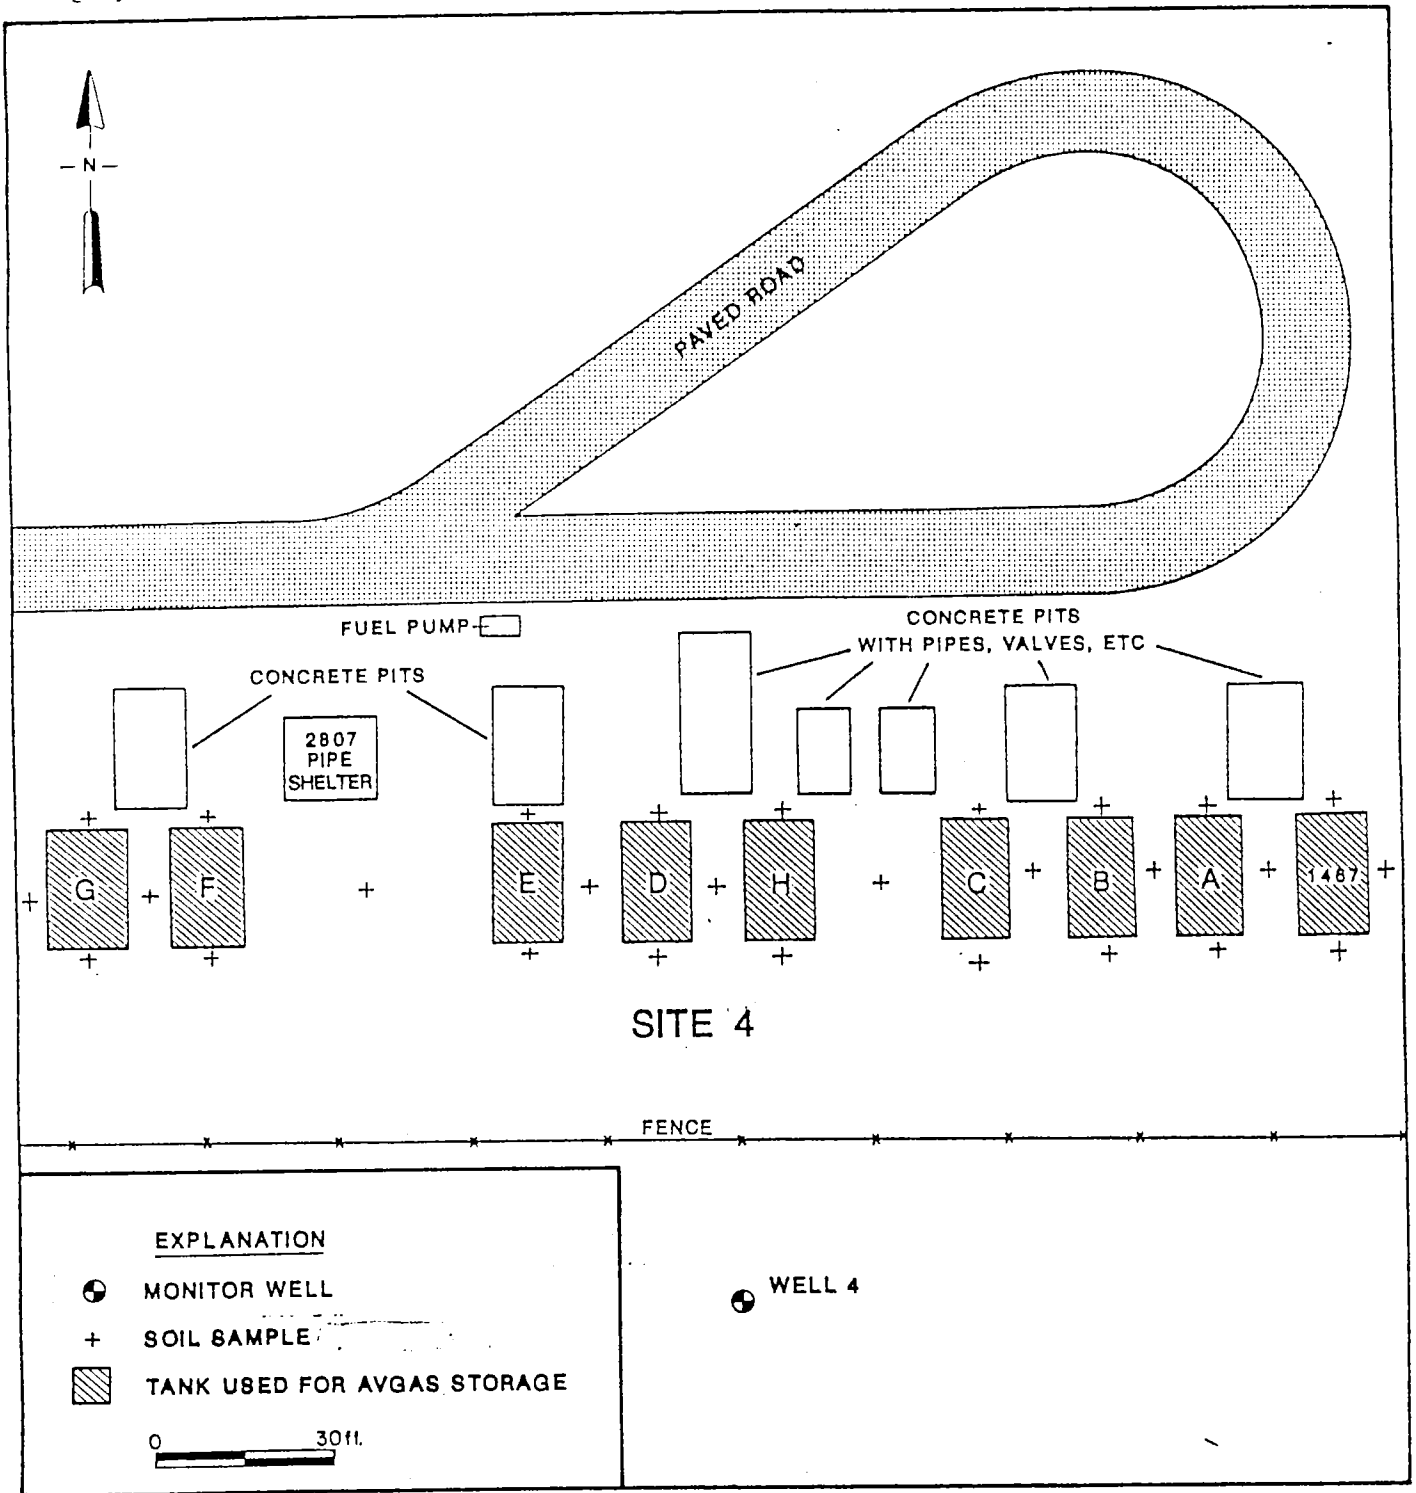 — N —
PAVED ROAD
FUEL PUMP
CONCRETE PITS
WITH PIPES, VALVES, ETC
CONCRETE PITS
2807
PIPE
SHELTER
G
F
E
D
H
C
B
A
1467
SITE 4
FENCE
EXPLANATION
MONITOR WELL
WELL 4
+ SOIL SAMPLE
TANK USED FOR AVGAS STORAGE
0 30ft.